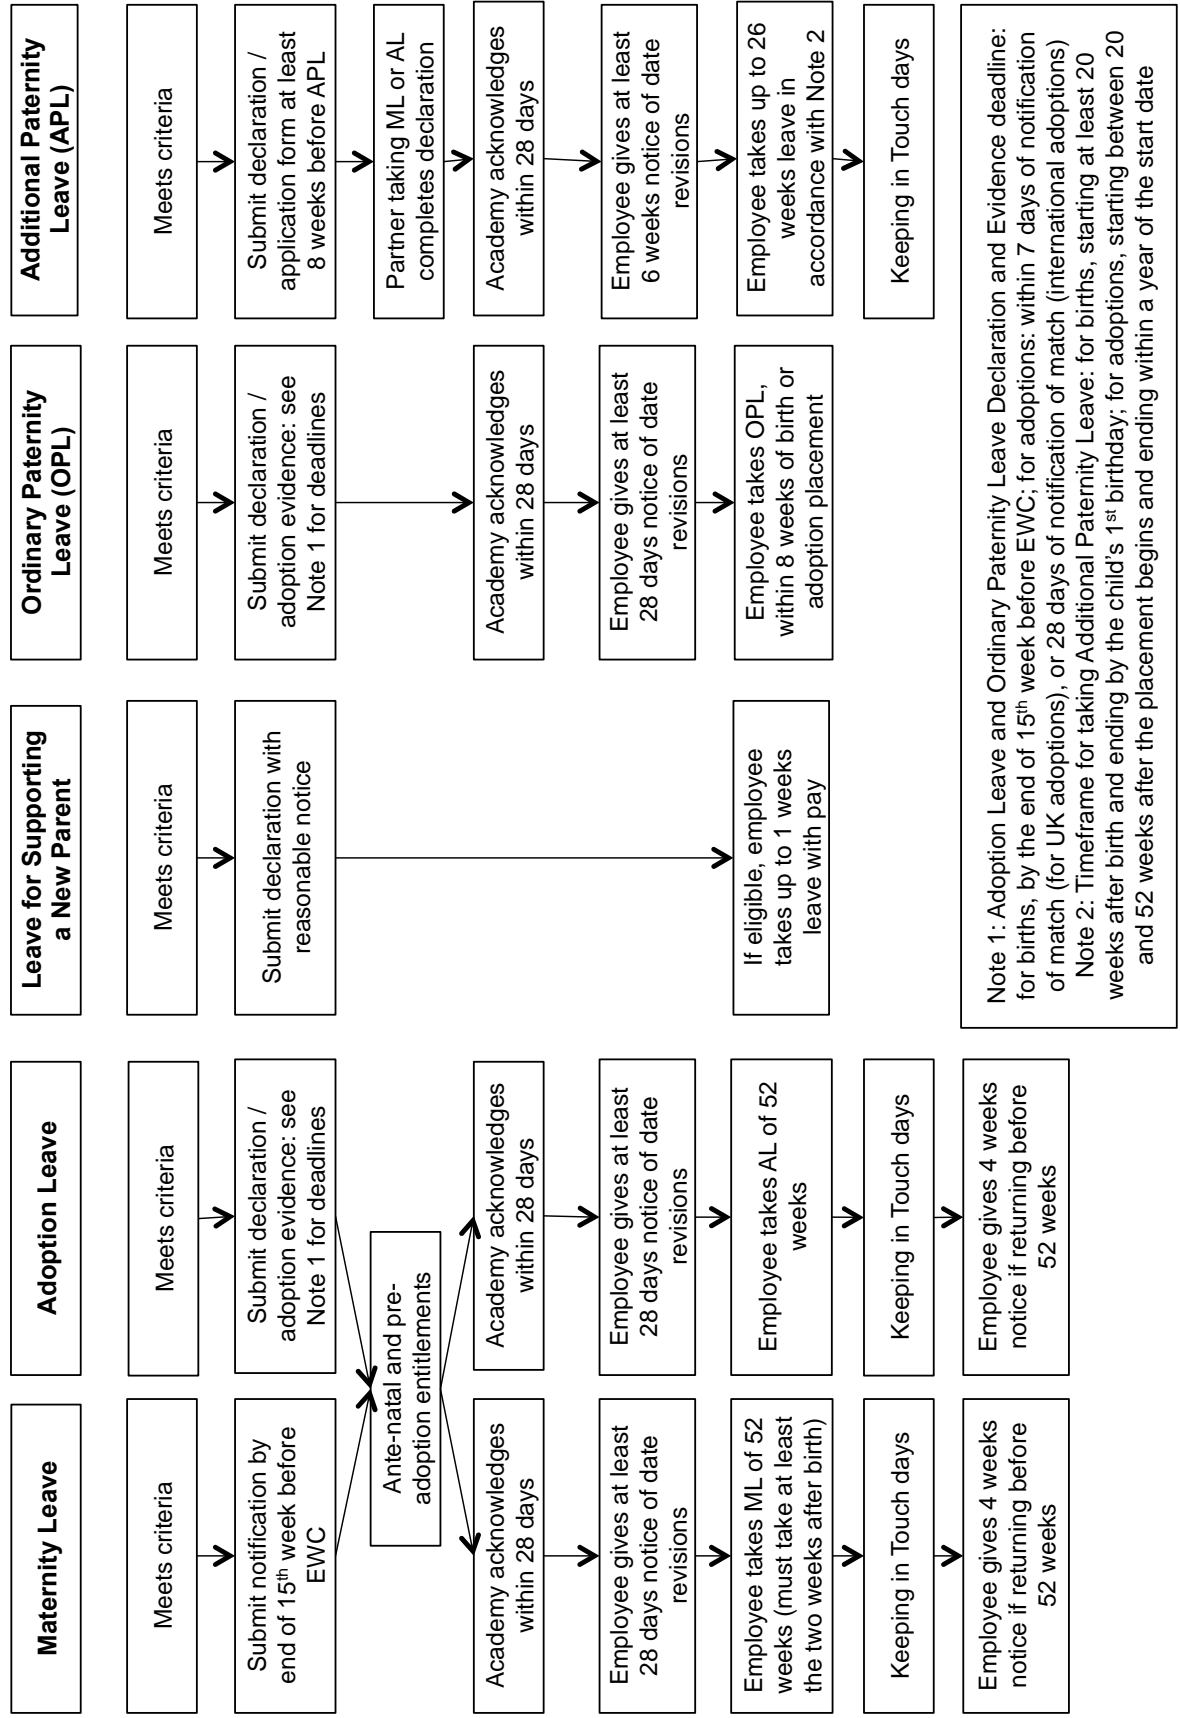 Maternity Leave
Meets criteria
Submit notification by
end of 15th week before
EWC
Adoption Leave
Meets criteria
Submit declaration /
adoption evidence: see
Note 1 for deadlines
Ante-natal and pre-
adoption entitlements
Academy acknowledges
within 28 days
Employee gives at least
28 days notice of date
revisions
Employee takes ML of 52
weeks (must take at least
the two weeks after birth)
Keeping in Touch days
Employee gives 4 weeks
notice if returning before
52 weeks
Academy acknowledges
within 28 days
Employee gives at least
28 days notice of date
revisions
Employee takes AL of 52
weeks
Keeping in Touch days
Employee gives 4 weeks
notice if returning before
52 weeks
Leave for Supporting
a New Parent
Meets criteria
Submit declaration with
reasonable notice
If eligible, employee
takes up to 1 weeks
leave with pay
Ordinary Paternity
Leave (OPL)
Meets criteria
Submit declaration /
adoption evidence: see
Note 1 for deadlines
Academy acknowledges
within 28 days
Employee gives at least
28 days notice of date
revisions
Employee takes OPL,
within 8 weeks of birth or
adoption placement
Additional Paternity
Leave (APL)
Meets criteria
Submit declaration /
application form at least
8 weeks before APL
Partner taking ML or AL
completes declaration
Academy acknowledges
within 28 days
Employee gives at least
6 weeks notice of date
revisions
Employee takes up to 26
weeks leave in
accordance with Note 2
Keeping in Touch days
Note 1: Adoption Leave and Ordinary Paternity Leave Declaration and Evidence deadline:
for births, by the end of 15th week before EWC; for adoptions: within 7 days of notification
of match (for UK adoptions), or 28 days of notification of match (international adoptions)
Note 2: Timeframe for taking Additional Paternity Leave: for births, starting at least 20
weeks after birth and ending by the child’s 1st birthday; for adoptions, starting between 20
and 52 weeks after the placement begins and ending within a year of the start date